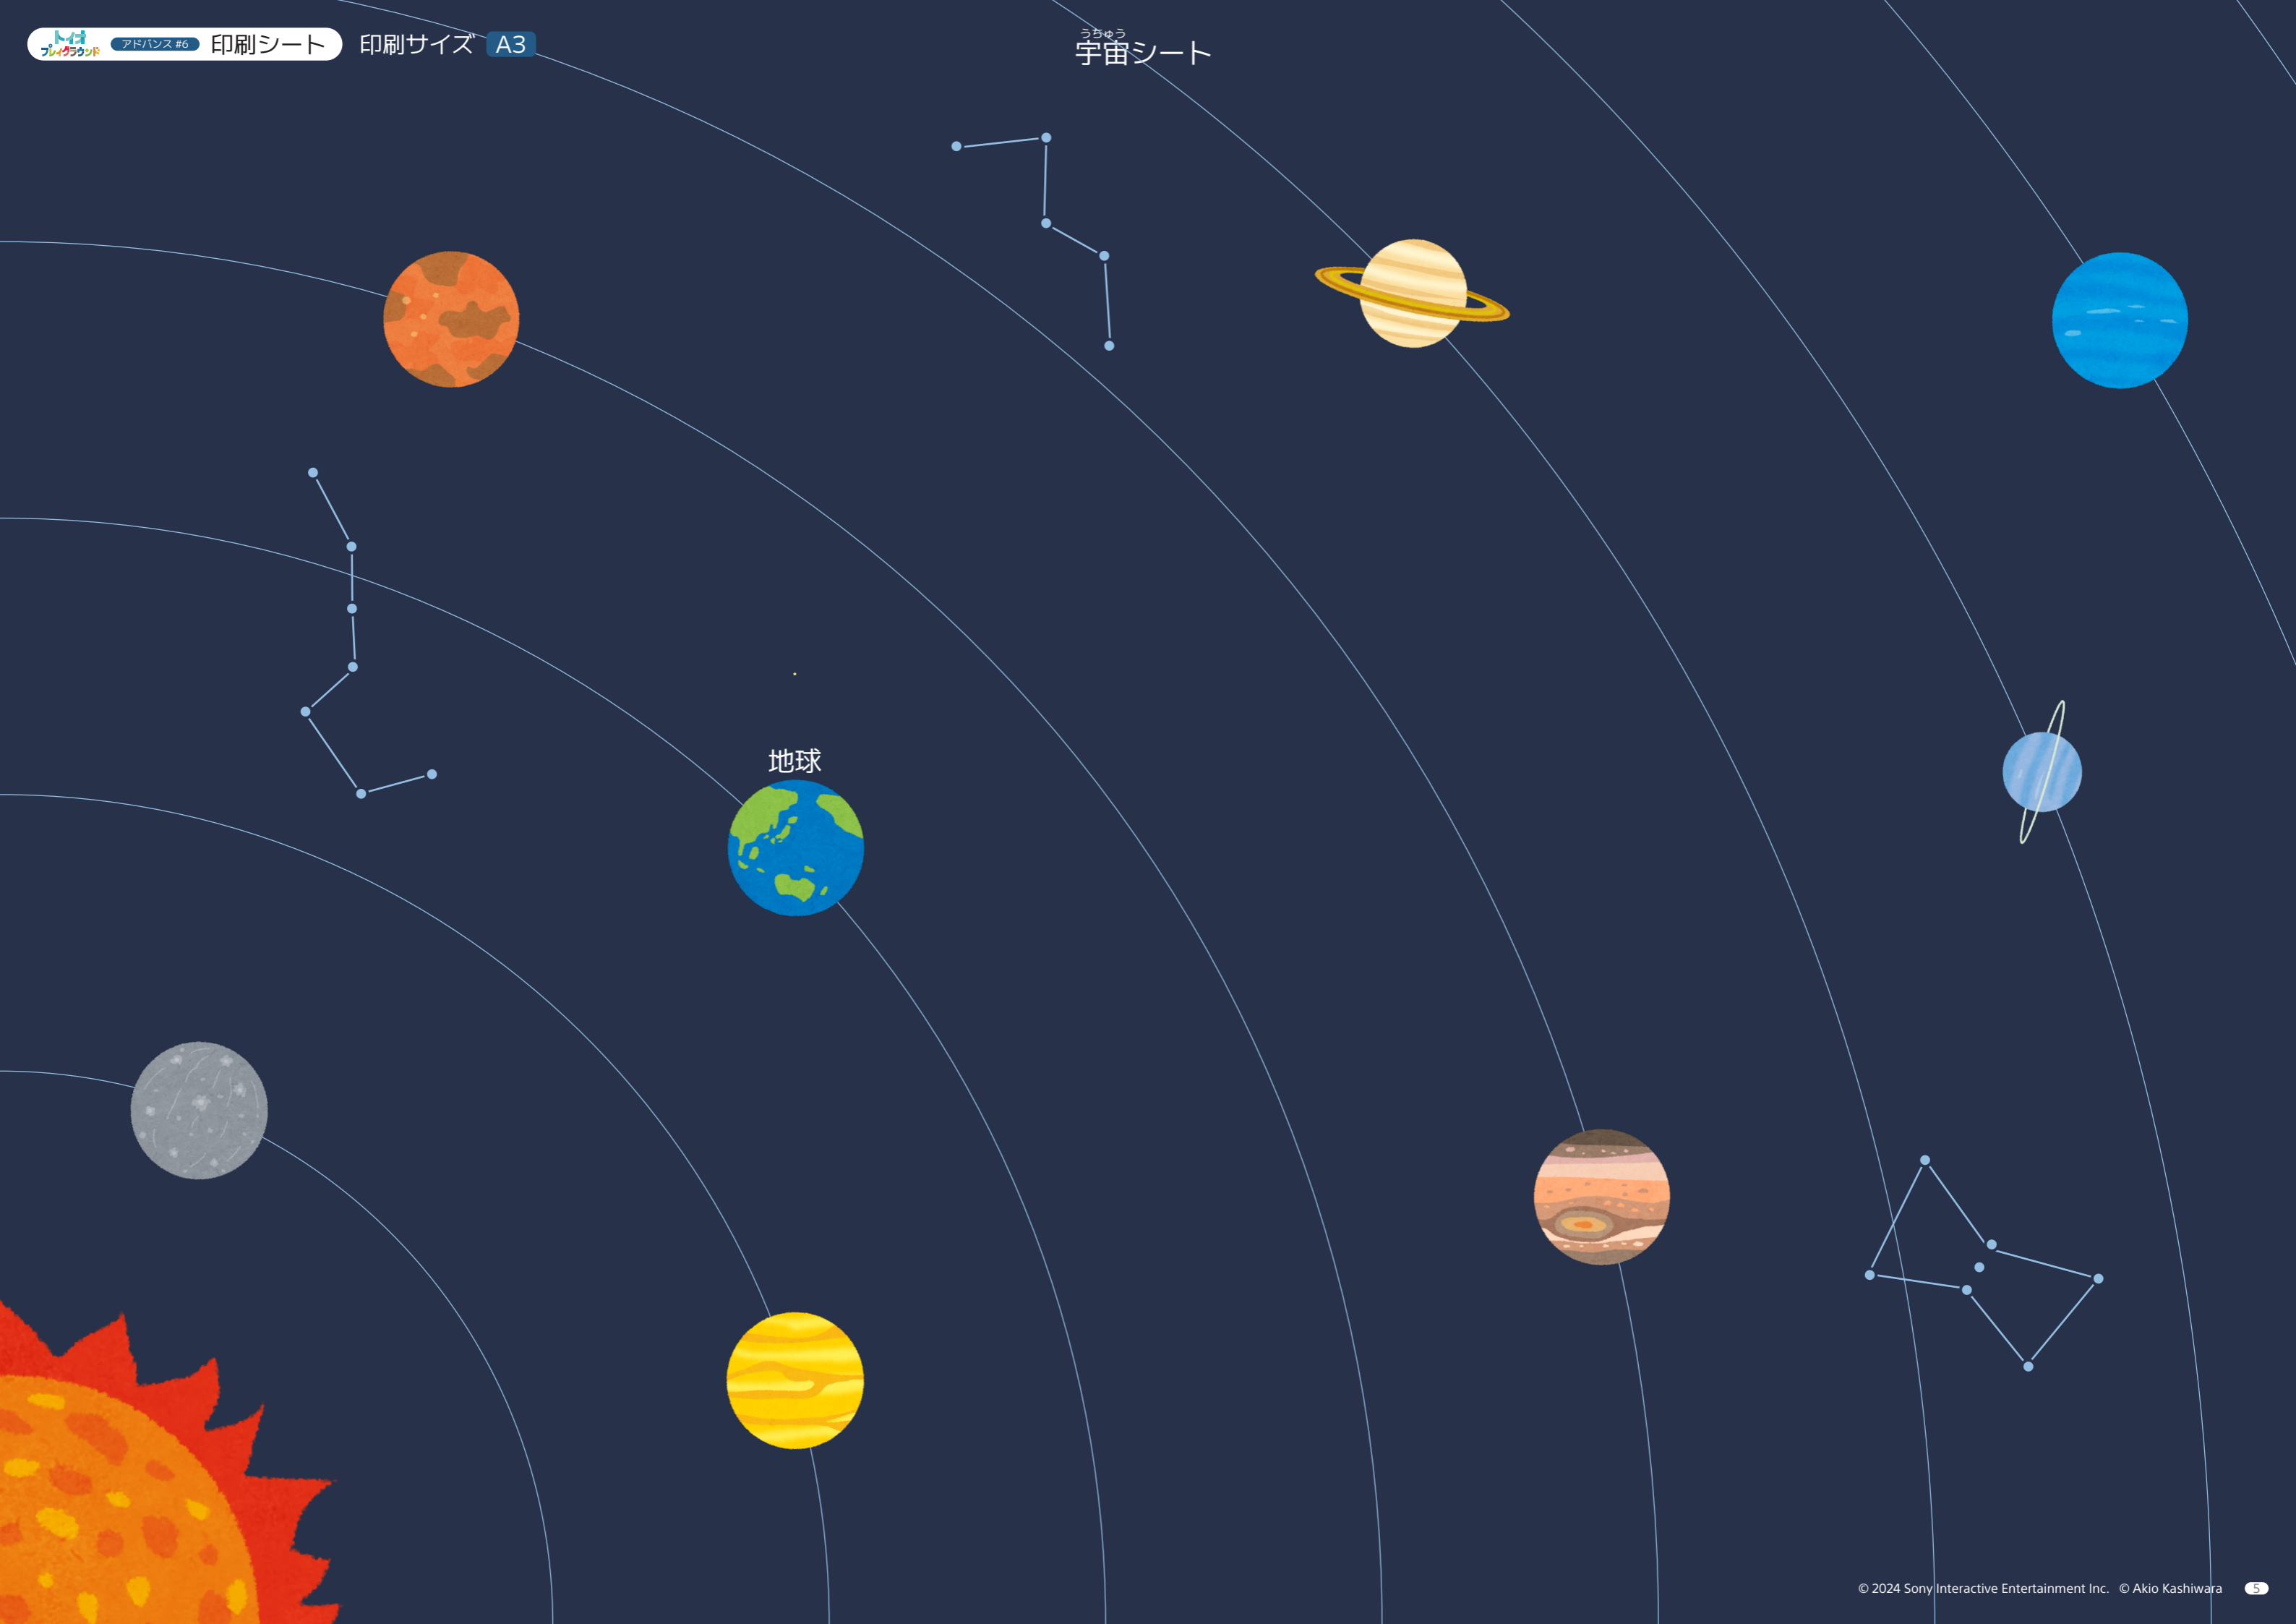 トイオ
プレイグラウンド
アドバンス #6
印刷シート
印刷サイズ A3
うちゅう
宇宙シート
地球
© 2024 Sony Interactive Entertainment Inc. © Akio Kashiwara
5